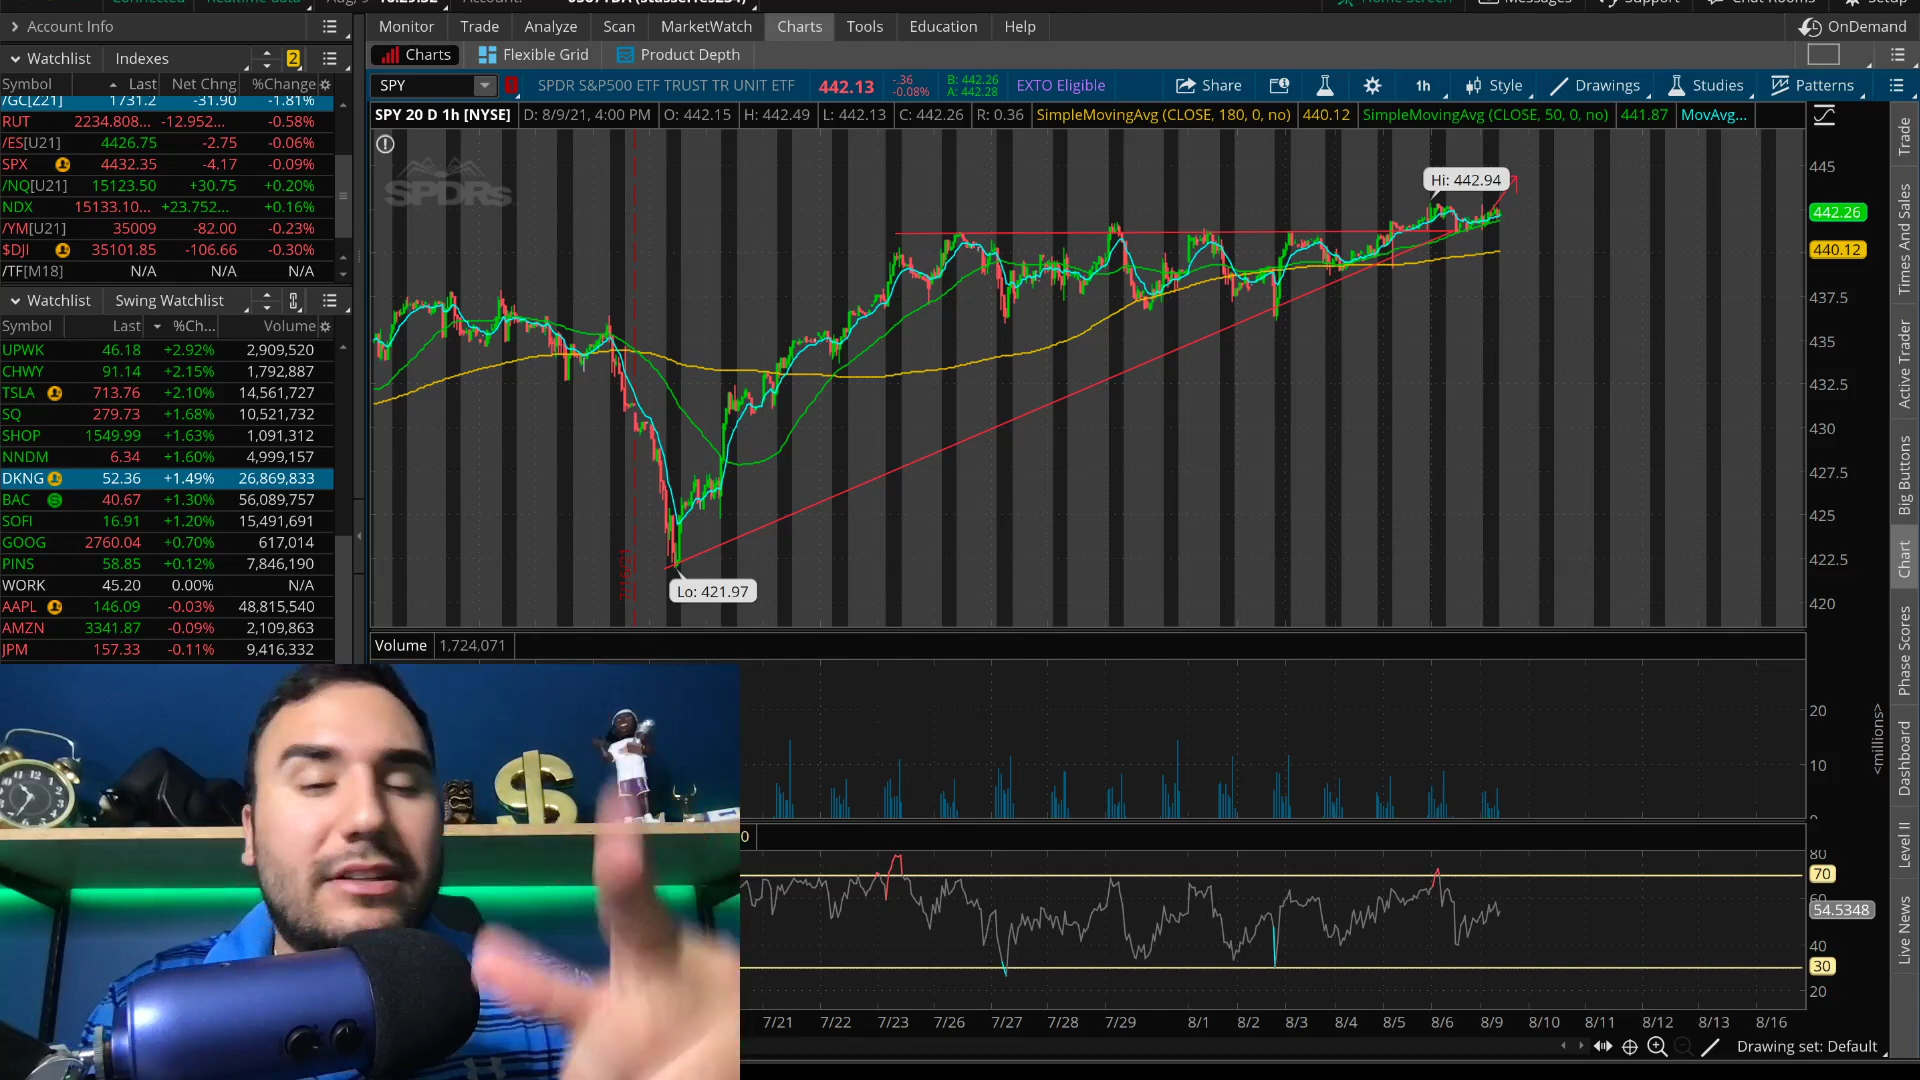 Account Info
Monitor Trade Analyze Scan MarketWatch Charts Tools Education Help
OnDemand
Watchlist Indexes 2
Charts Flexible Grid Product Depth
Symbol Last Net Chng %Change
SPY SPDR S&P500 ETF TRUST TR UNIT ETF 442.13 -.36 -0.08% B: 442.26 A: 442.28 EXTO Eligible Share 1h Style Drawings Studies Patterns
/GC[Z21] 1731.2 -31.90 -1.81%
SPY 20 D 1h [NYSE] D: 8/9/21, 4:00 PM O: 442.15 H: 442.49 L: 442.13 C: 442.26 R: 0.36 SimpleMovingAvg (CLOSE, 180, 0, no) 440.12 SimpleMovingAvg (CLOSE, 50, 0, no) 441.87 MovAvg...
RUT 2234.808... -12.952... -0.58%
/ES[U21] 4426.75 -2.75 -0.06%
SPX 4432.35 -4.17 -0.09%
/NQ[U21] 15123.50 +30.75 +0.20%
NDX 15133.10... +23.752... +0.16%
/YM[U21] 35009 -82.00 -0.23%
$DJI 35101.85 -106.66 -0.30%
/TF[M18] N/A N/A N/A
Watchlist Swing Watchlist
Symbol Last %Ch... Volume
UPWK 46.18 +2.92% 2,909,520
CHWY 91.14 +2.15% 1,792,887
TSLA 713.76 +2.10% 14,561,727
SQ 279.73 +1.68% 10,521,732
SHOP 1549.99 +1.63% 1,091,312
NNDM 6.34 +1.60% 4,999,157
DKNG 52.36 +1.49% 26,869,833
BAC 40.67 +1.30% 56,089,757
SOFI 16.91 +1.20% 15,491,691
GOOG 2760.04 +0.70% 617,014
PINS 58.85 +0.12% 7,846,190
WORK 45.20 0.00% N/A
AAPL 146.09 -0.03% 48,815,540
AMZN 3341.87 -0.09% 2,109,863
JPM 157.33 -0.11% 9,416,332
SPDRs
Hi: 442.94
Lo: 421.97
445
442.26
440.12
437.5
435
432.5
430
427.5
425
422.5
420
Volume 1,724,071
20
10
<millions>
0
80
70
54.5348
40
30
20
7/21 7/22 7/23 7/26 7/27 7/28 7/29 8/1 8/2 8/3 8/4 8/5 8/6 8/9 8/10 8/11 8/12 8/13 8/16
Drawing set: Default
Trade
Times And Sales
Active Trader
Big Buttons
Chart
Phase Scores
Dashboard
Level II
Live News
$